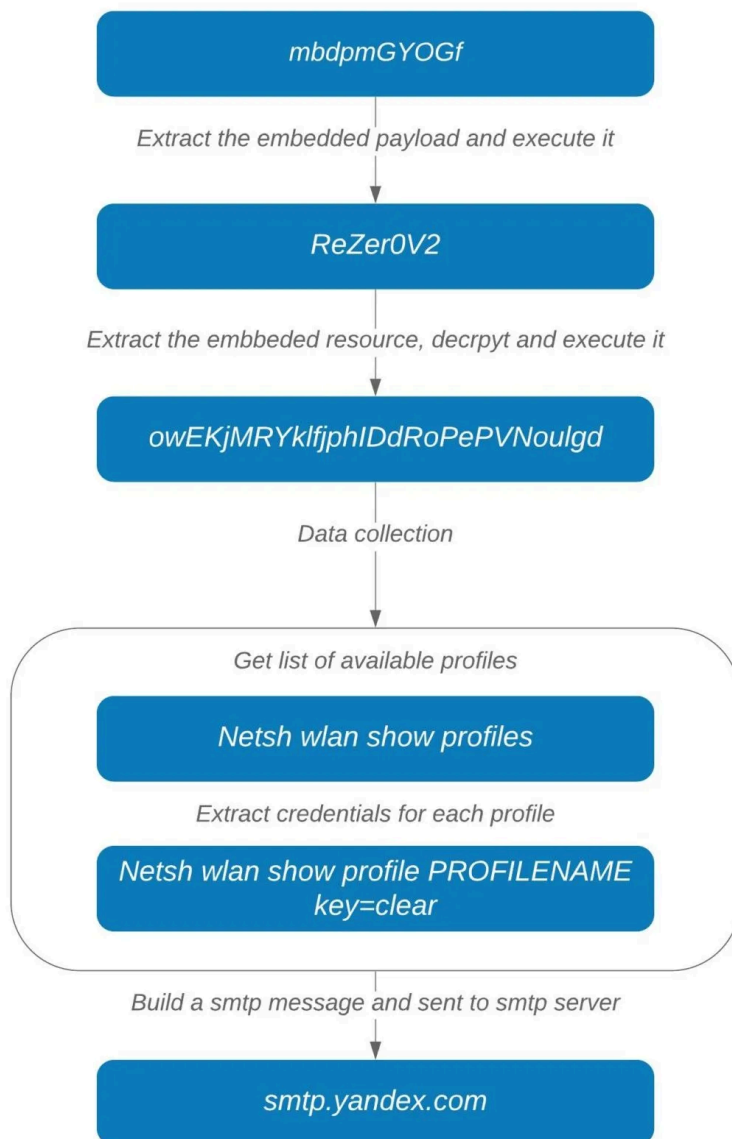 mbdpmGYOGf
Extract the embedded payload and execute it
ReZer0V2
Extract the embbeded resource, decrpyt and execute it
owEKjMRYklfjphIDdRoPePVNoulgd
Data collection
Get list of available profiles
Netsh wlan show profiles
Extract credentials for each profile
Netsh wlan show profile PROFILENAME
key=clear
Build a smtp message and sent to smtp server
smtp.yandex.com